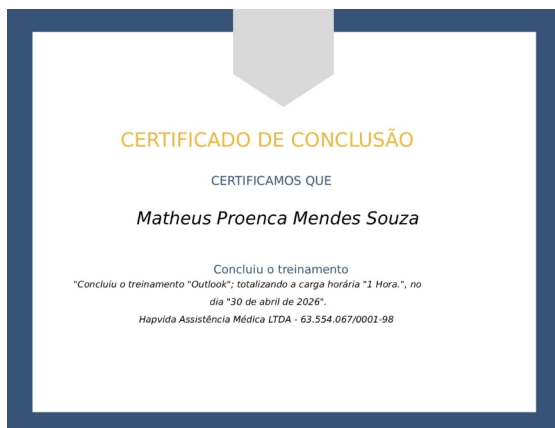 CERTIFICADO DE CONCLUSÃO
CERTIFICAMOS QUE
Matheus Proenca Mendes Souza
Concluiu o treinamento
"Concluiu o treinamento "Outlook"; totalizando a carga horária "1 Hora.", no
dia "30 de abril de 2026".
Hapvida Assistência Médica LTDA - 63.554.067/0001-98